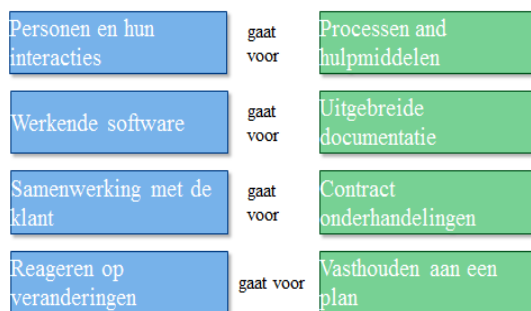 Personen en hun interacties
gaat voor
Processen and hulpmiddelen
Werkende software
gaat voor
Uitgebreide documentatie
Samenwerking met de klant
gaat voor
Contract onderhandelingen
Reageren op veranderingen
gaat voor
Vasthouden aan een plan